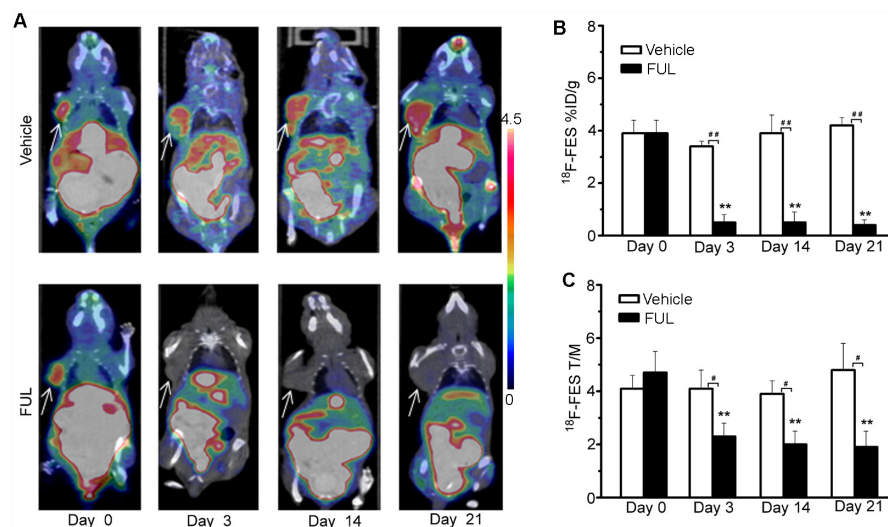 A
Vehicle
4.5
0
FUL
Day 0
Day 3
Day 14
Day 21
B
Vehicle
FUL
¹⁸F-FES %ID/g
8
6
4
2
0
##
##
##
**
**
**
Day 0
Day 3
Day 14
Day 21
C
Vehicle
FUL
¹⁸F-FES T/M
8
6
4
2
0
#
#
#
**
**
**
Day 0
Day 3
Day 14
Day 21